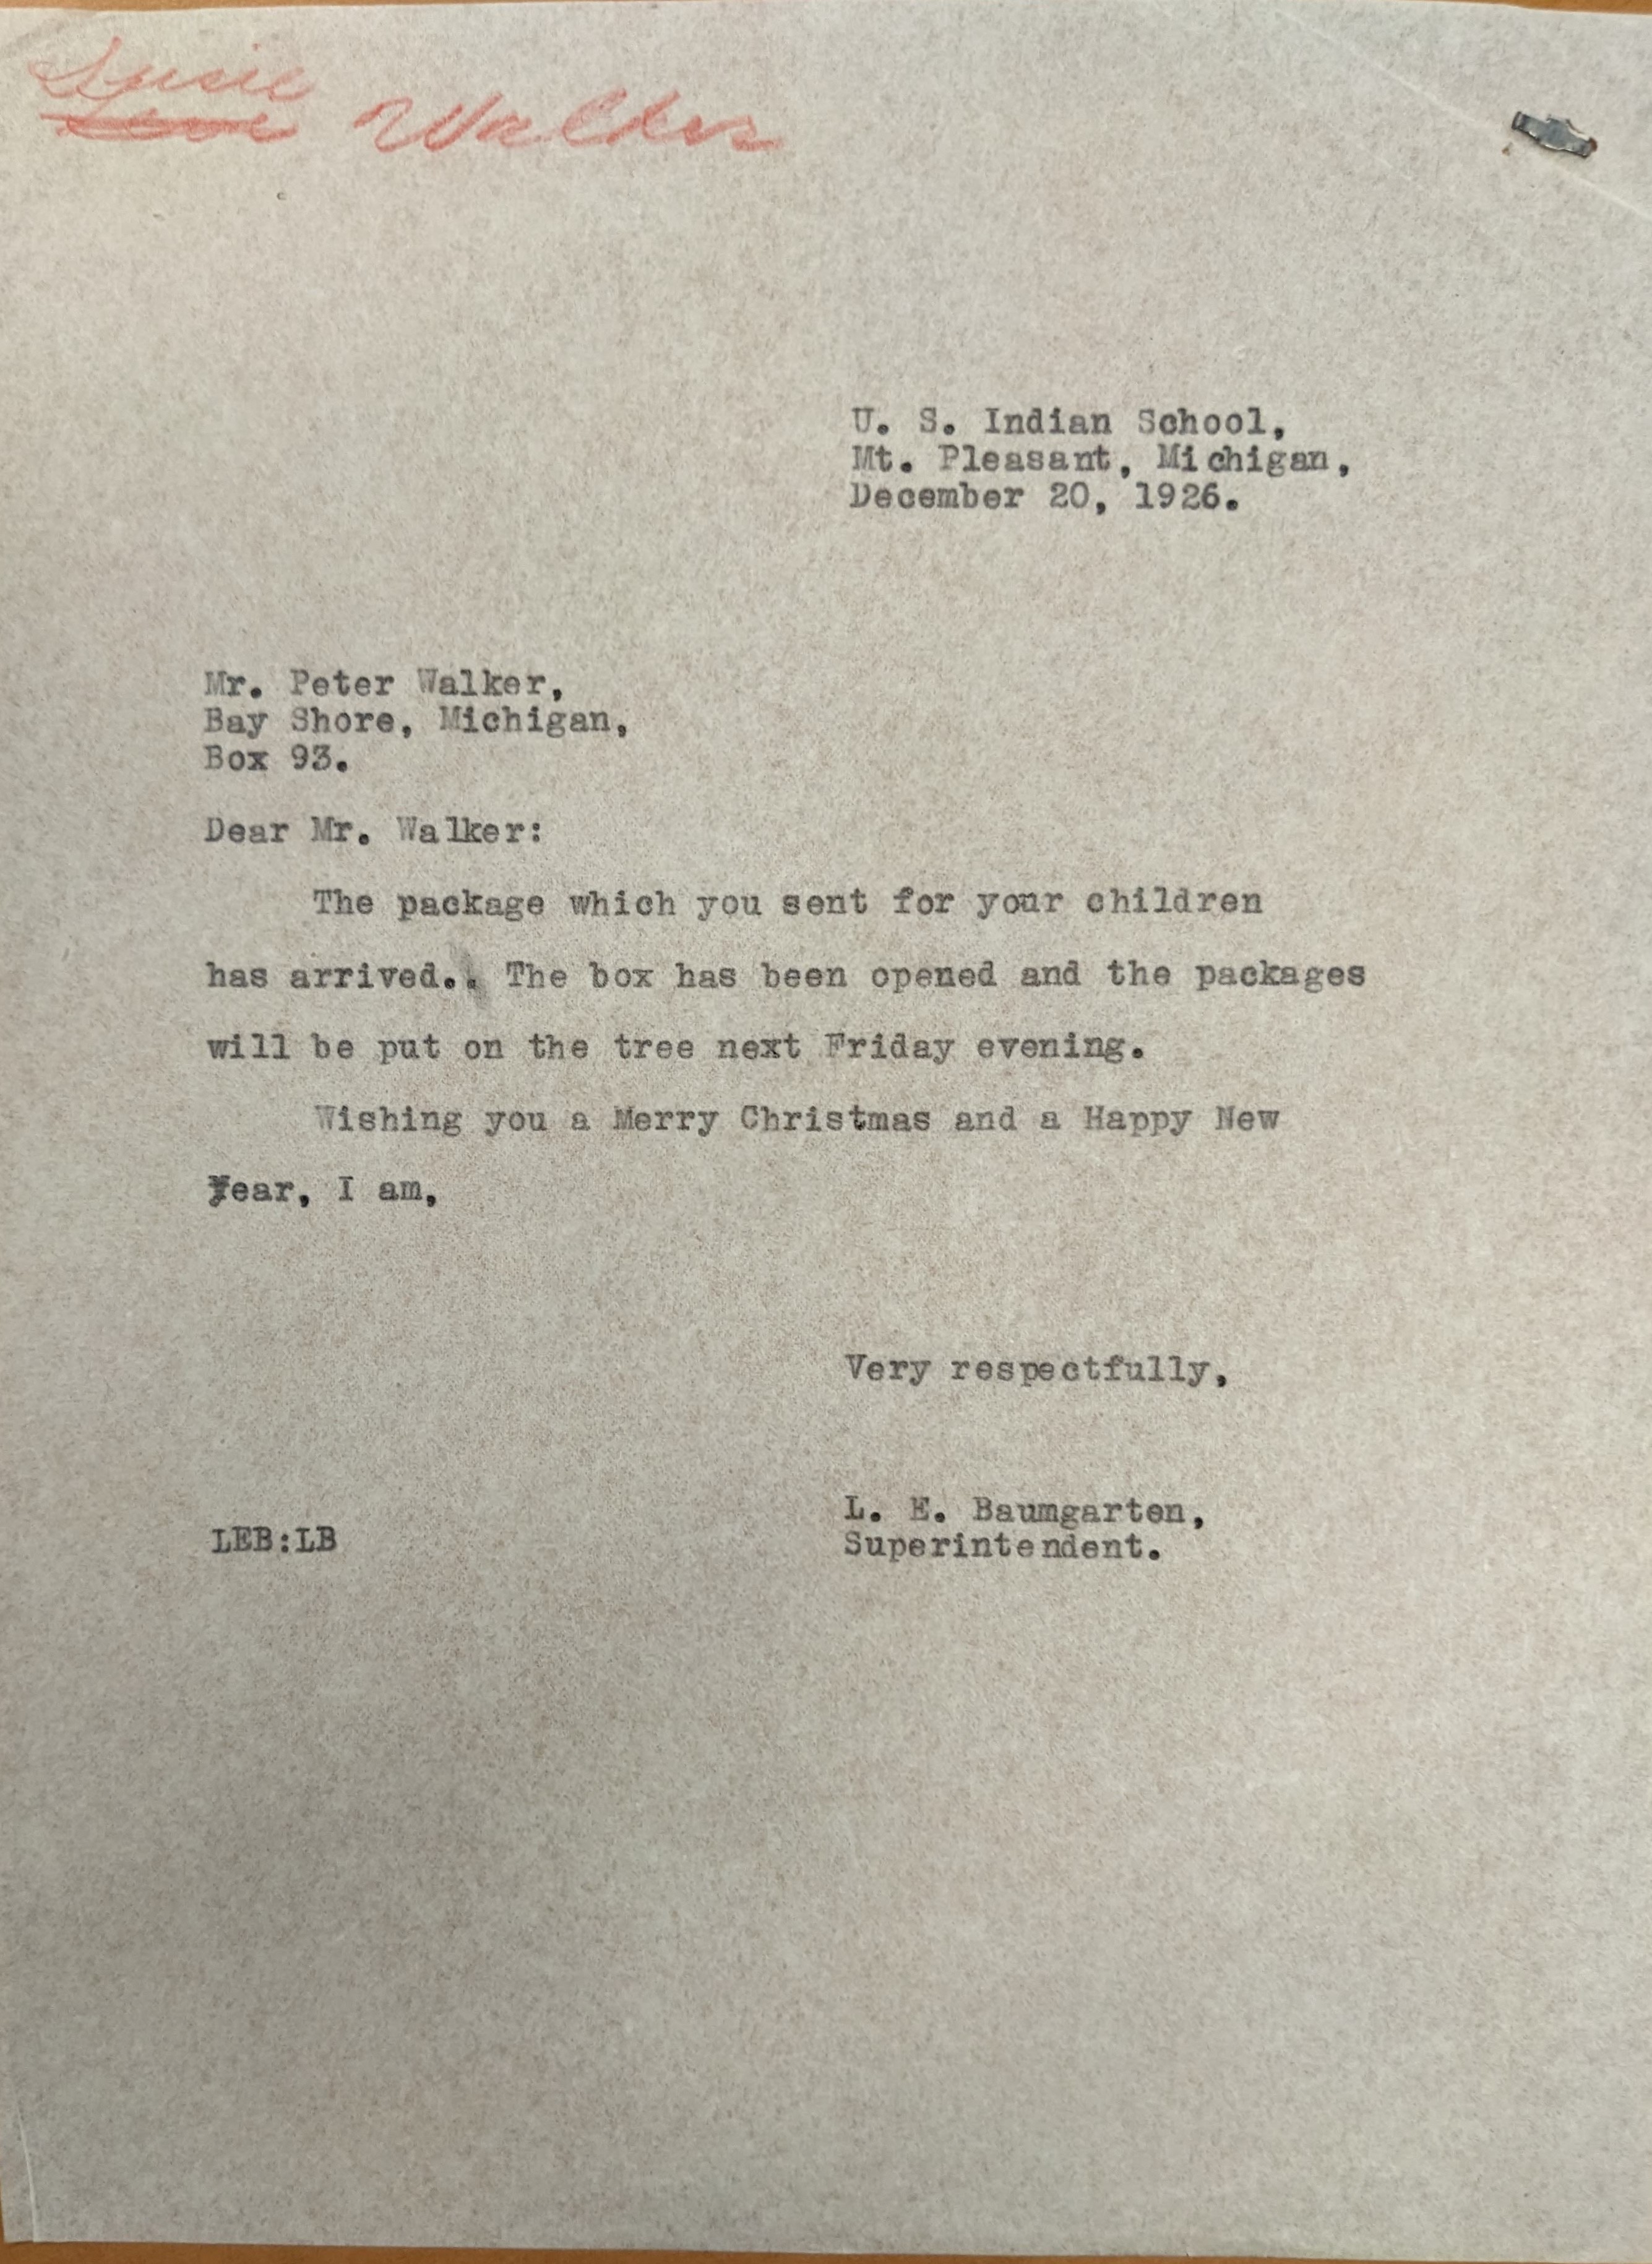 Susie
Levi Walker
U. S. Indian School,
Mt. Pleasant, Michigan,
December 20, 1926.
Mr. Peter Walker,
Bay Shore, Michigan,
Box 93.
Dear Mr. Walker:
The package which you sent for your children
has arrived.. The box has been opened and the packages
will be put on the tree next Friday evening.
Wishing you a Merry Christmas and a Happy New
Year, I am,
Very respectfully,
L. E. Baumgarten,
LEB:LB
Superintendent.